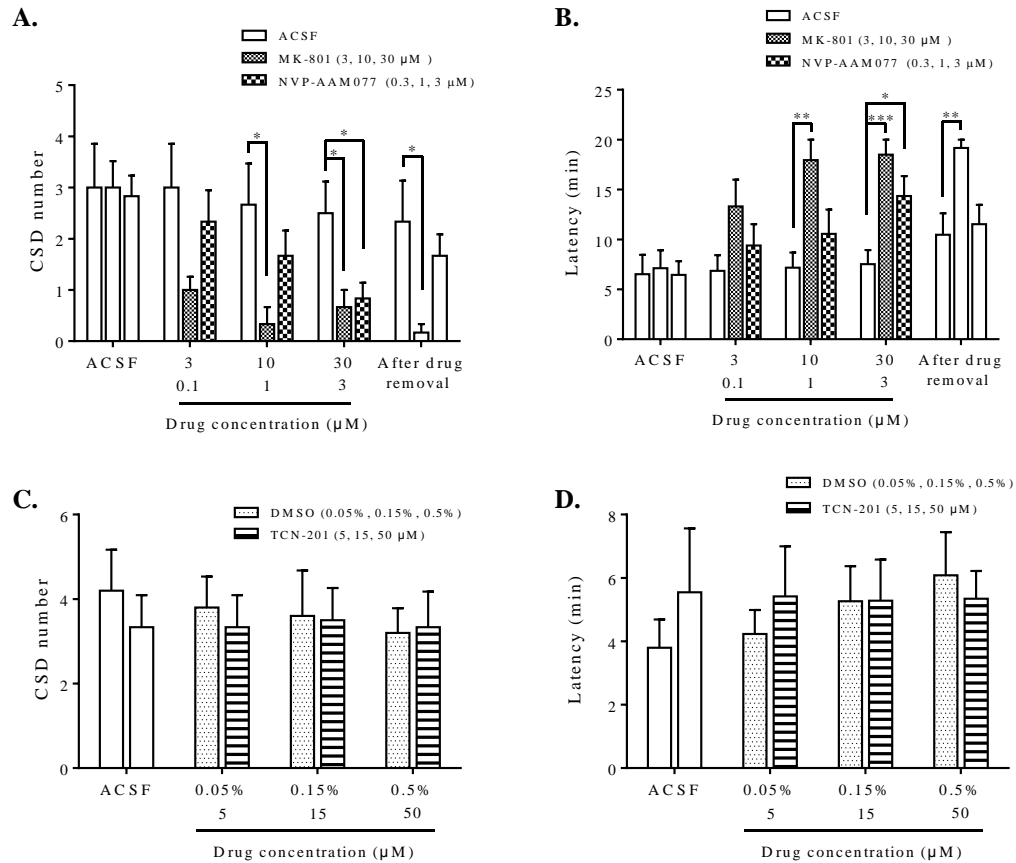 A.
ACSF
MK-801 (3, 10, 30 µM)
NVP-AAM077 (0.3, 1, 3 µM)
CSD number
5
4
3
2
1
0
* * * *
ACSF 3 10 30 After drug
0.1 1 3 removal
Drug concentration (µM)
B.
ACSF
MK-801 (3, 10, 30 µM)
NVP-AAM077 (0.3, 1, 3 µM)
Latency (min)
25
20
15
10
5
0
** *** * **
ACSF 3 10 30 After drug
0.1 1 3 removal
Drug concentration (µM)
C.
DMSO (0.05%, 0.15%, 0.5%)
TCN-201 (5, 15, 50 µM)
CSD number
6
4
2
0
ACSF 0.05% 0.15% 0.5%
5 15 50
Drug concentration (µM)
D.
DMSO (0.05%, 0.15%, 0.5%)
TCN-201 (5, 15, 50 µM)
Latency (min)
8
6
4
2
0
ACSF 0.05% 0.15% 0.5%
5 15 50
Drug concentration (µM)